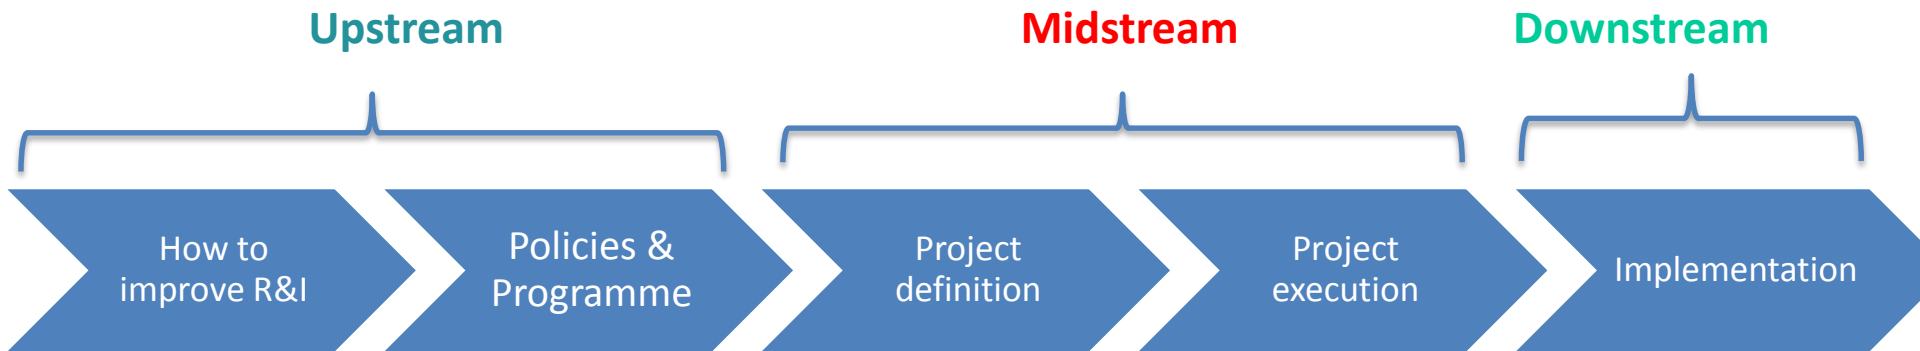 Upstream
Midstream
Downstream
How to
improve R&I
Policies &
Programme
Project
definition
Project
execution
Implementation